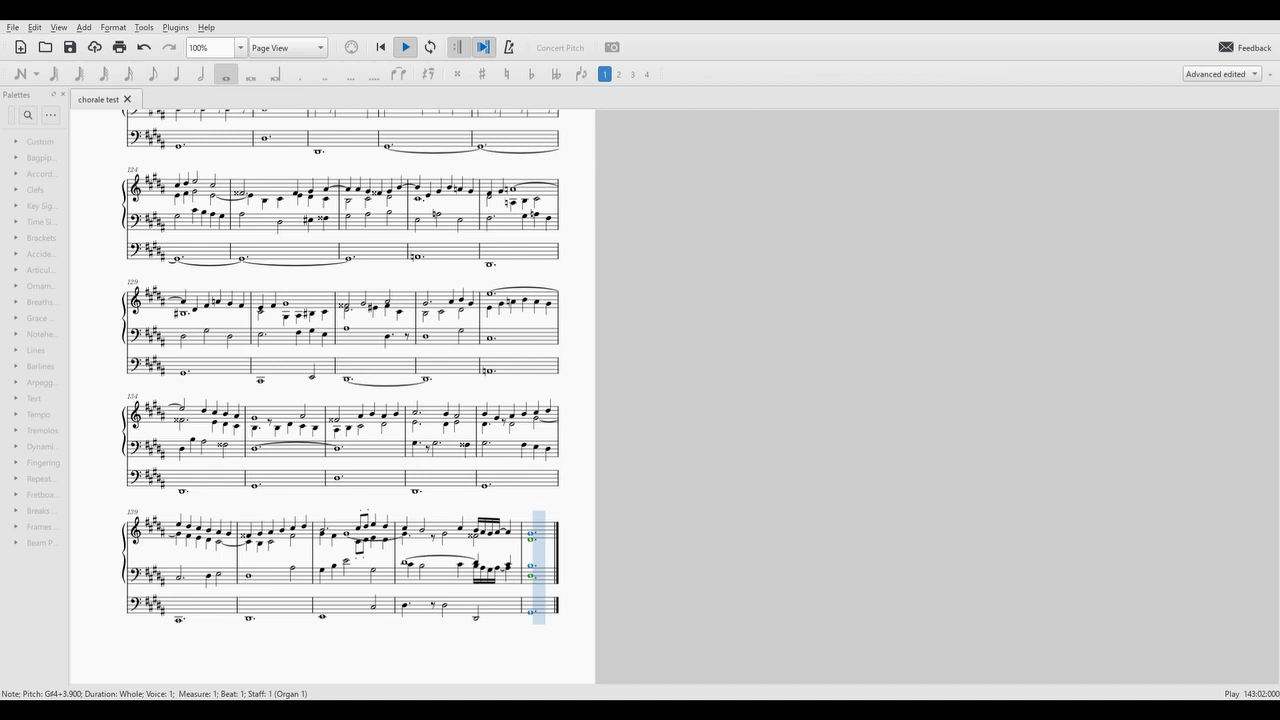 File Edit View Add Format Tools Plugins Help
100% Page View Concert Pitch Feedback
1 2 3 4 Advanced edited
Palettes
chorale test
Custom
Bagpip...
Accord...
Clefs
Key Sig...
Time Si...
Brackets
Accide...
Articul...
Ornam...
Breaths...
Grace ...
Notehe...
Lines
Barlines
Arpegg...
Text
Tempo
Tremolos
Dynami...
Fingering
Repeat...
Fretboa...
Breaks ...
Frames ...
Beam P...
124
129
134
139
Note; Pitch: G♯4+3.900; Duration: Whole; Voice: 1; Measure: 1; Beat: 1; Staff: 1 (Organ 1)
Play 143:02:000